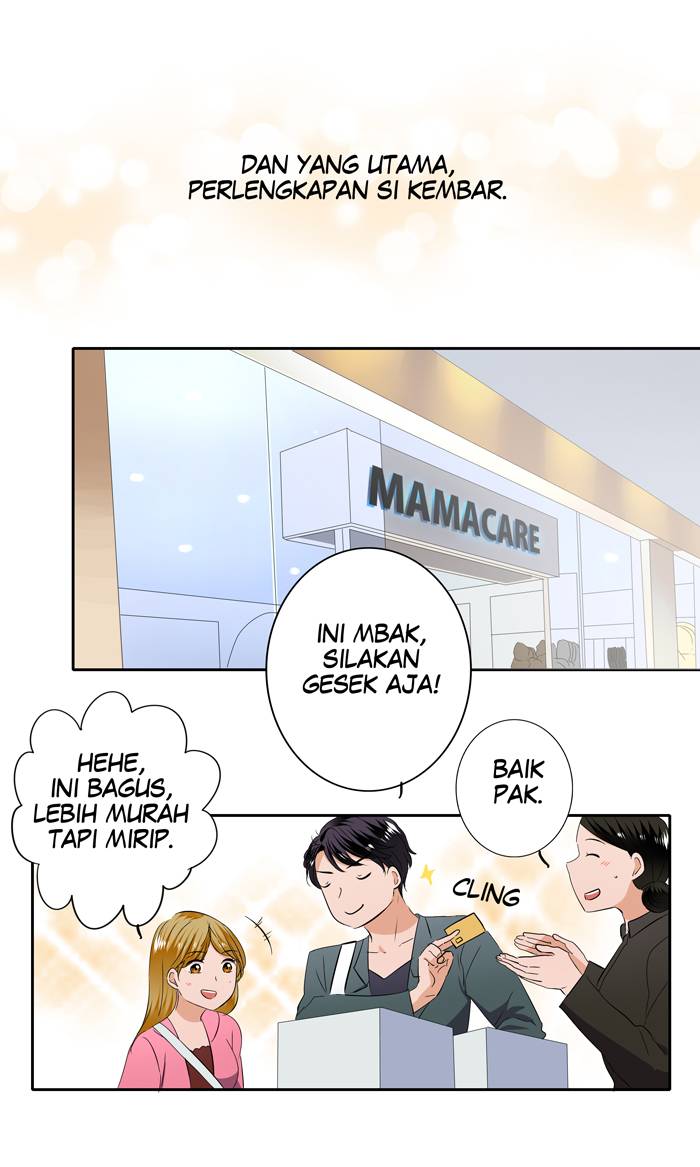 DAN YANG UTAMA,
PERLENGKAPAN SI KEMBAR.
MAMACARE
INI MBAK,
SILAKAN
GESEK AJA!
HEHE,
INI BAGUS,
LEBIH MURAH
TAPI MIRIP.
BAIK
PAK.
CLING